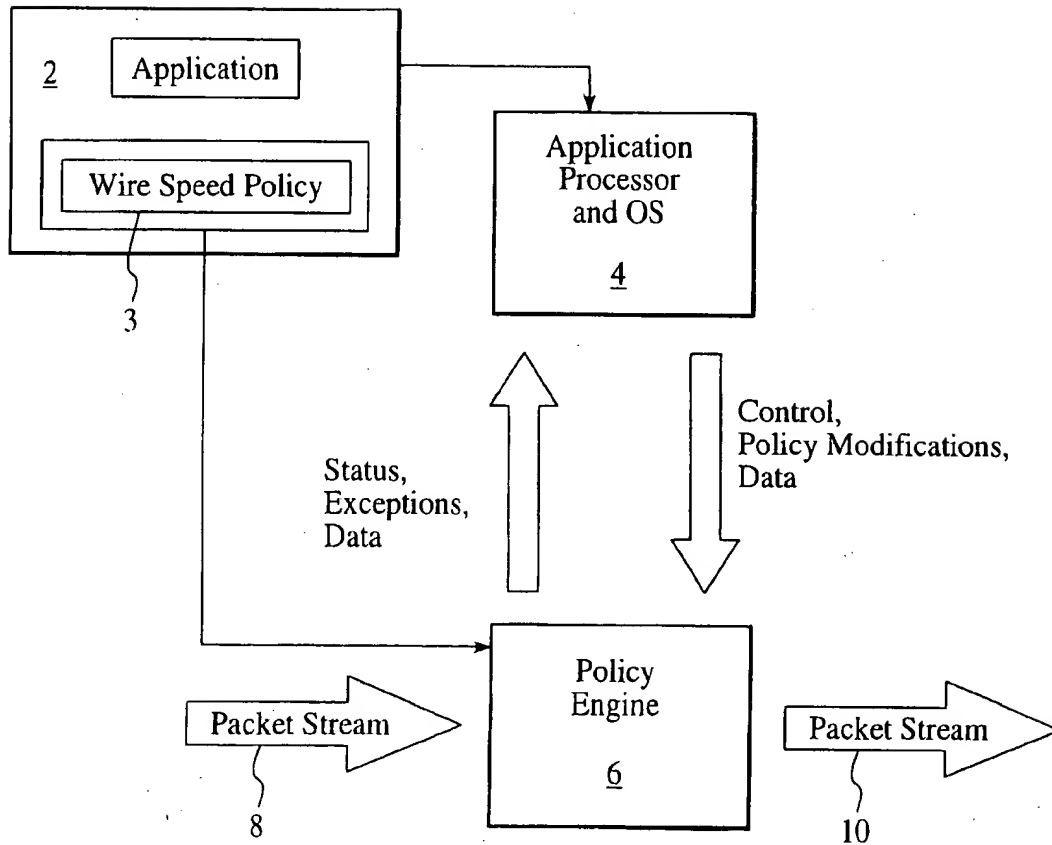 2
Application
Wire Speed Policy
3
Application
Processor
and OS
4
Status,
Exceptions,
Data
Control,
Policy Modifications,
Data
Policy
Engine
6
Packet Stream
8
Packet Stream
10